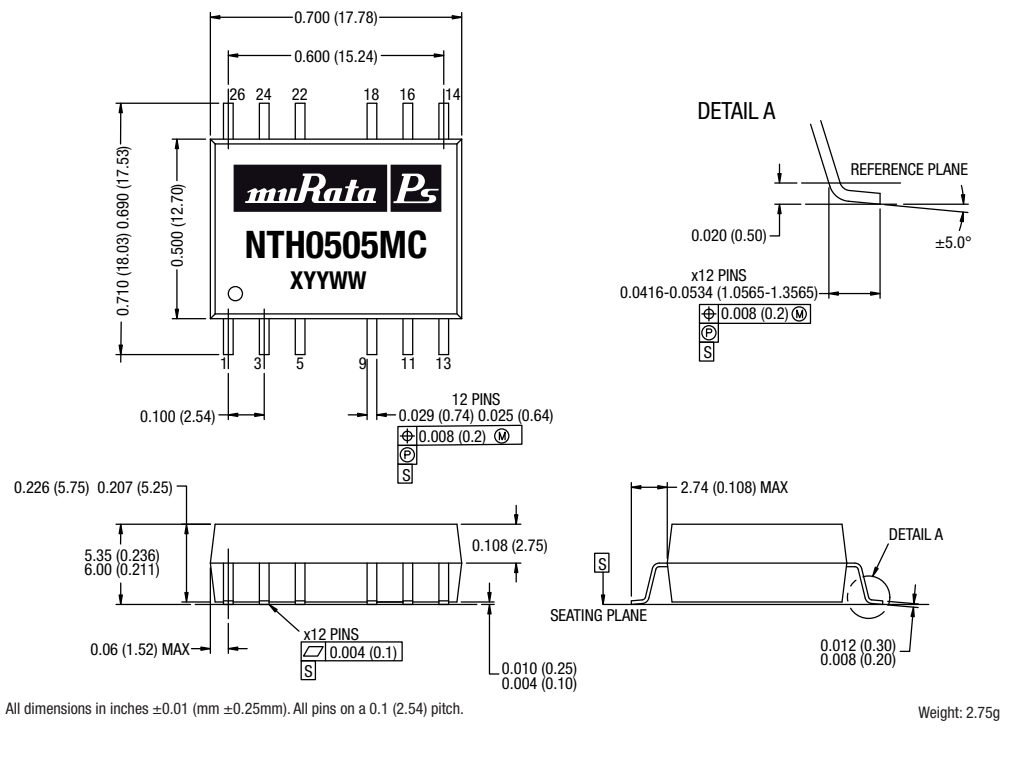 0.700 (17.78)
0.600 (15.24)
26 24 22 18 16 14
0.710 (18.03) 0.690 (17.53)
0.500 (12.70)
muRata Ps
NTH0505MC
XYYWW
1 3 5 9 11 13
0.100 (2.54)
12 PINS
0.029 (0.74) 0.025 (0.64)
⌖ 0.008 (0.2) Ⓜ
Ⓟ
S
DETAIL A
REFERENCE PLANE
0.020 (0.50)
±5.0°
x12 PINS
0.0416-0.0534 (1.0565-1.3565)
⌖ 0.008 (0.2) Ⓜ
Ⓟ
S
0.226 (5.75) 0.207 (5.25)
5.35 (0.236)
6.00 (0.211)
0.108 (2.75)
0.06 (1.52) MAX
x12 PINS
⏥ 0.004 (0.1)
S
0.010 (0.25)
0.004 (0.10)
2.74 (0.108) MAX
DETAIL A
S
SEATING PLANE
0.012 (0.30)
0.008 (0.20)
All dimensions in inches ±0.01 (mm ±0.25mm). All pins on a 0.1 (2.54) pitch.
Weight: 2.75g